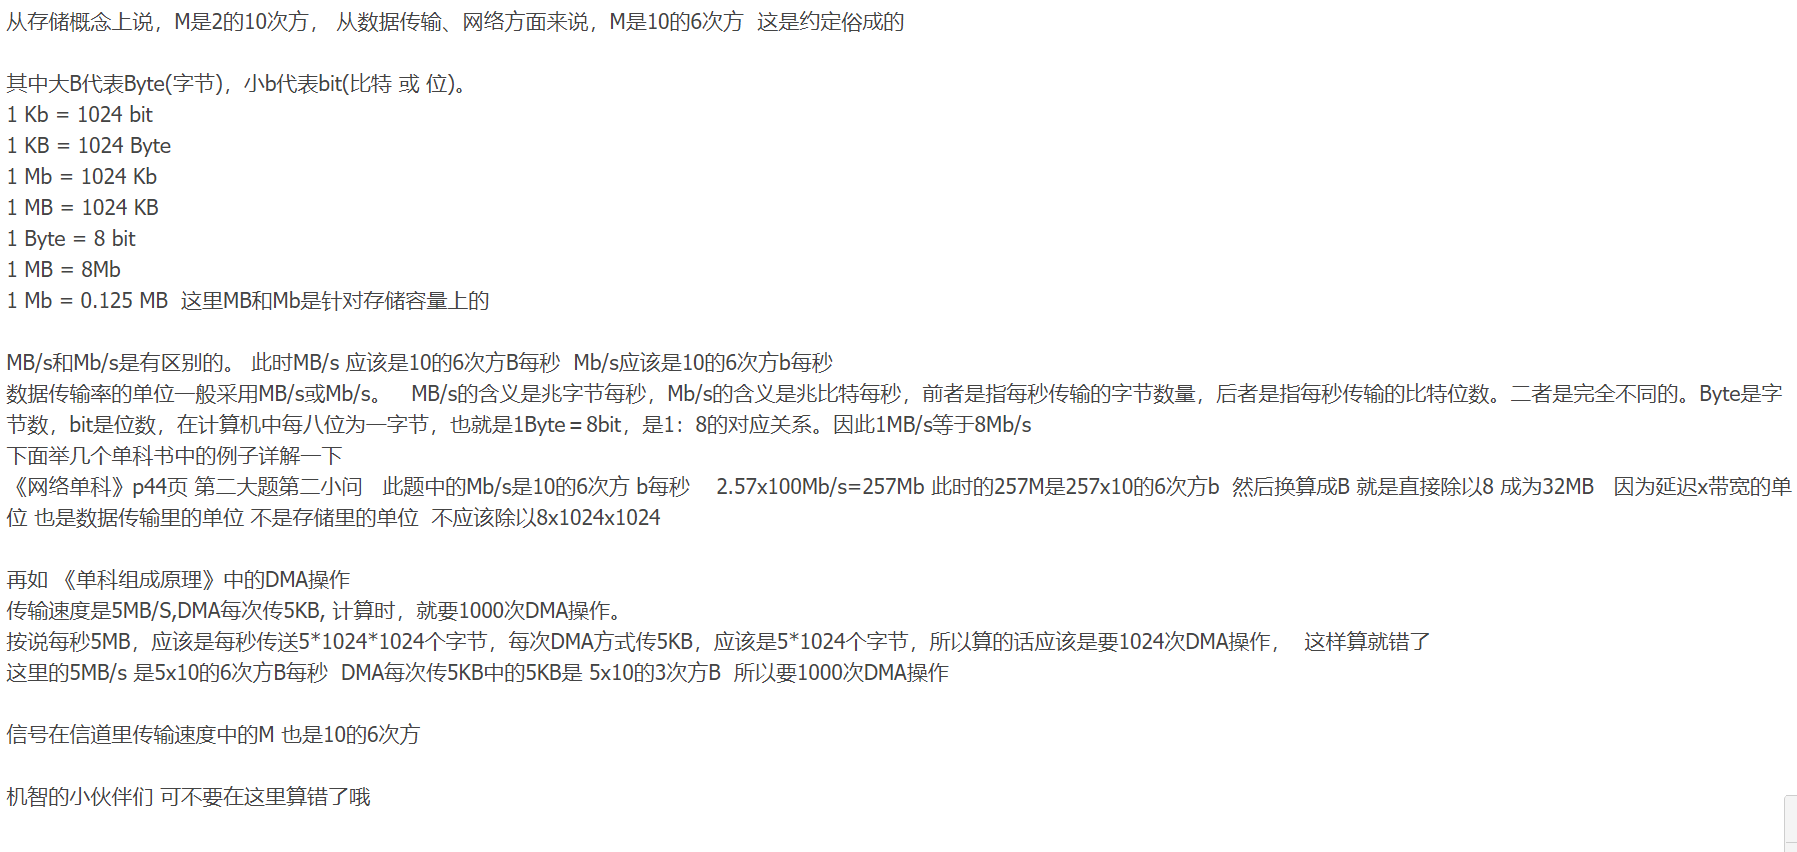 从存储概念上说，M是2的10次方， 从数据传输、网络方面来说，M是10的6次方  这是约定俗成的
其中大B代表Byte(字节)，小b代表bit(比特 或 位)。
1 Kb = 1024 bit
1 KB = 1024 Byte
1 Mb = 1024 Kb
1 MB = 1024 KB
1 Byte = 8 bit
1 MB = 8Mb
1 Mb = 0.125 MB  这里MB和Mb是针对存储容量上的
MB/s和Mb/s是有区别的。 此时MB/s 应该是10的6次方B每秒  Mb/s应该是10的6次方b每秒
数据传输率的单位一般采用MB/s或Mb/s。   MB/s的含义是兆字节每秒，Mb/s的含义是兆比特每秒，前者是指每秒传输的字节数量，后者是指每秒传输的比特位数。二者是完全不同的。Byte是字
节数，bit是位数，在计算机中每八位为一字节，也就是1Byte＝8bit，是1：8的对应关系。因此1MB/s等于8Mb/s
下面举几个单科书中的例子详解一下
《网络单科》p44页 第二大题第二小问   此题中的Mb/s是10的6次方 b每秒    2.57x100Mb/s=257Mb 此时的257M是257x10的6次方b  然后换算成B 就是直接除以8 成为32MB   因为延迟x带宽的单
位 也是数据传输里的单位 不是存储里的单位  不应该除以8x1024x1024
再如 《单科组成原理》中的DMA操作
传输速度是5MB/S,DMA每次传5KB, 计算时，就要1000次DMA操作。
按说每秒5MB，应该是每秒传送5*1024*1024个字节，每次DMA方式传5KB，应该是5*1024个字节，所以算的话应该是要1024次DMA操作，  这样算就错了
这里的5MB/s 是5x10的6次方B每秒  DMA每次传5KB中的5KB是 5x10的3次方B  所以要1000次DMA操作
信号在信道里传输速度中的M 也是10的6次方
机智的小伙伴们 可不要在这里算错了哦